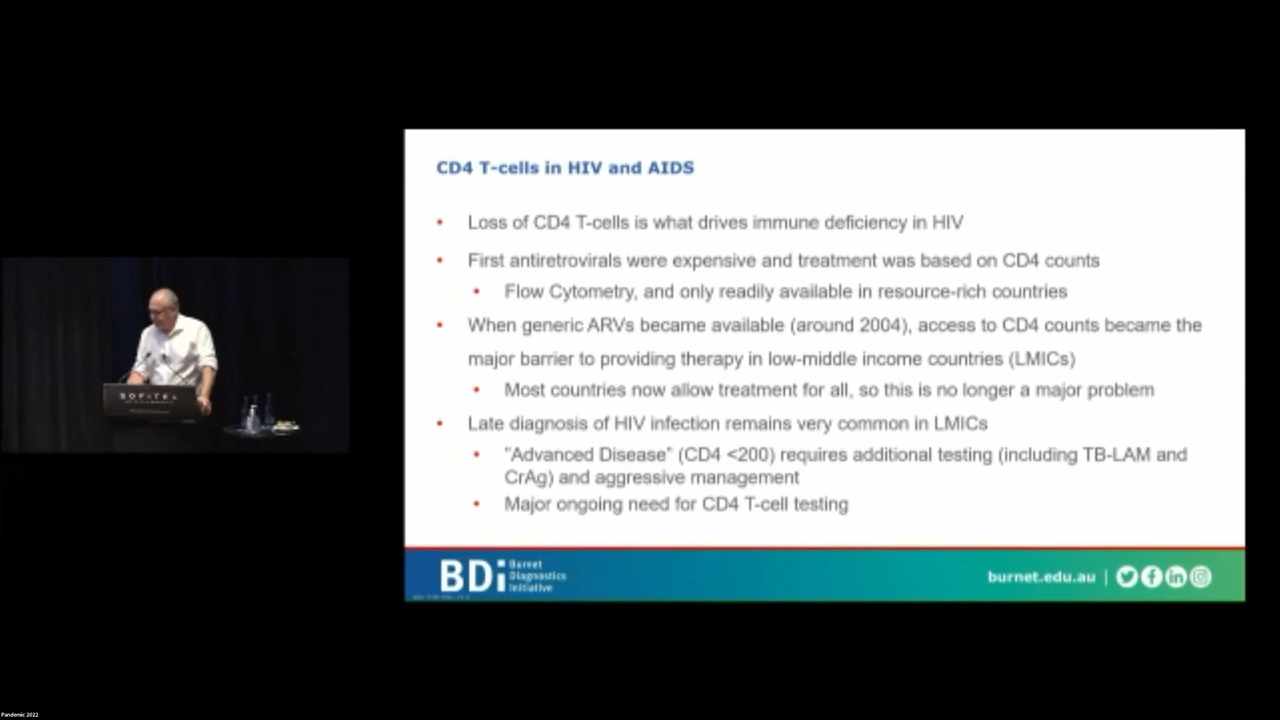 CD4 T-cells in HIV and AIDS
• Loss of CD4 T-cells is what drives immune deficiency in HIV
• First antiretrovirals were expensive and treatment was based on CD4 counts
• Flow Cytometry, and only readily available in resource-rich countries
• When generic ARVs became available (around 2004), access to CD4 counts became the
major barrier to providing therapy in low-middle income countries (LMICs)
• Most countries now allow treatment for all, so this is no longer a major problem
• Late diagnosis of HIV infection remains very common in LMICs
• "Advanced Disease" (CD4 <200) requires additional testing (including TB-LAM and
CrAg) and aggressive management
• Major ongoing need for CD4 T-cell testing
SOFITEL
BDi Burnet
Diagnostics
Initiative
burnet.edu.au |
Pandemic 2022